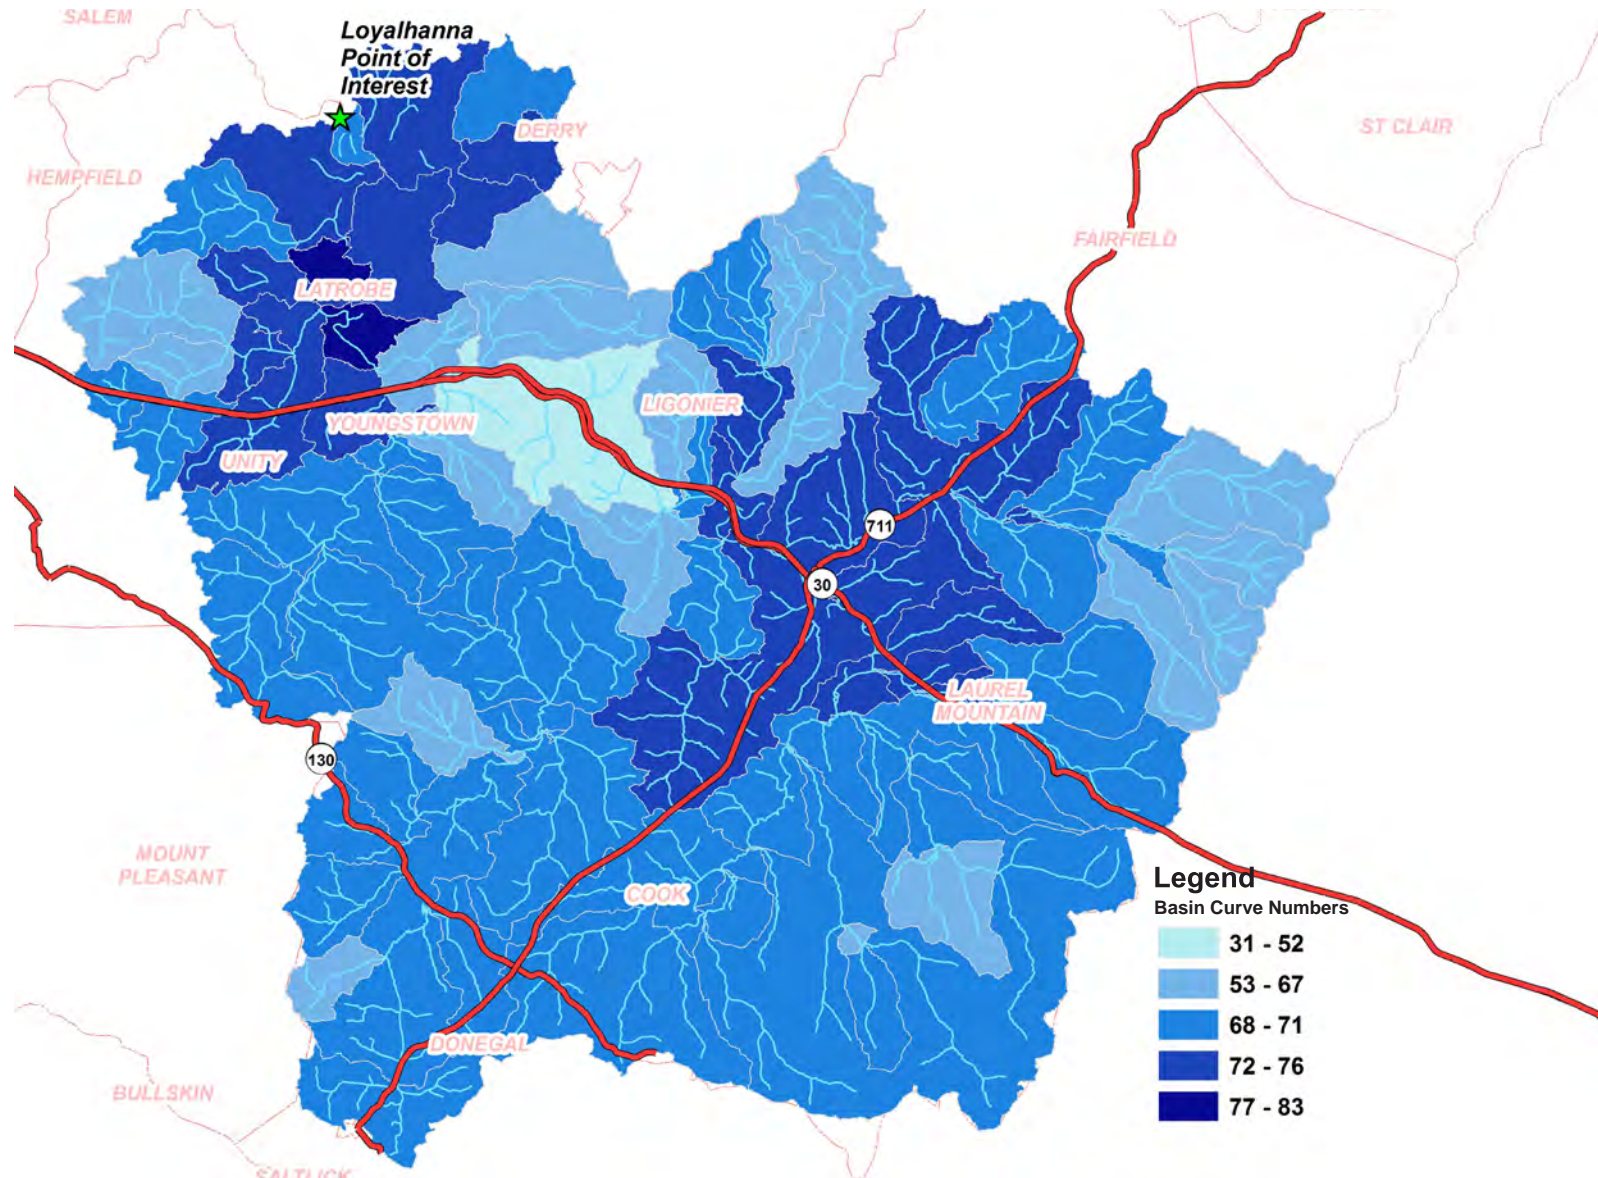 SALEM
Loyalhanna
Point of
Interest
DERRY
ST CLAIR
HEMPFIELD
FAIRFIELD
LATROBE
LIGONIER
YOUNGSTOWN
UNITY
711
30
LAUREL
MOUNTAIN
130
MOUNT
PLEASANT
COOK
DONEGAL
BULLSKIN
SALTLICK
Legend
Basin Curve Numbers
31 - 52
53 - 67
68 - 71
72 - 76
77 - 83